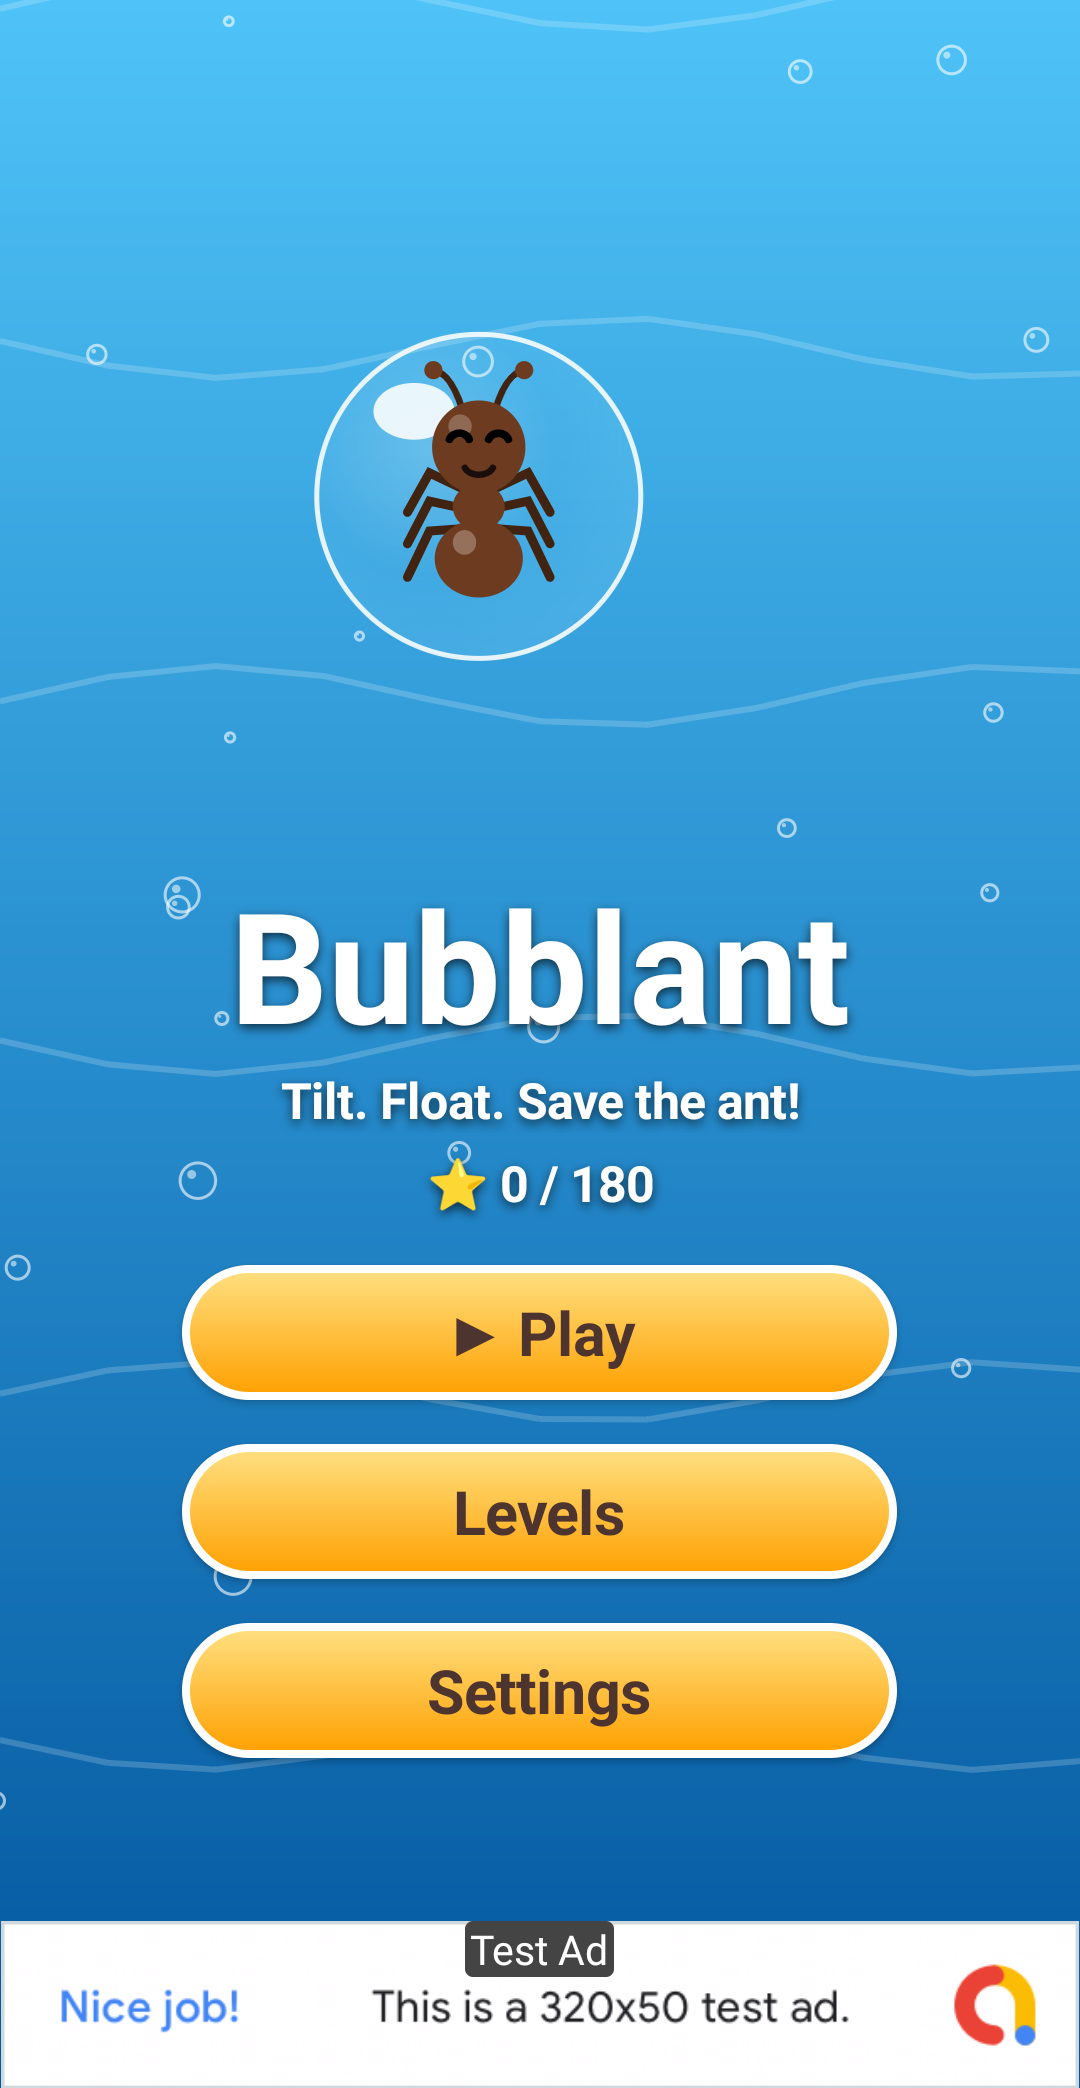 Bubblant
Tilt. Float. Save the ant!
⭐ 0 / 180
► Play
Levels
Settings
Test Ad
Nice job! This is a 320x50 test ad.